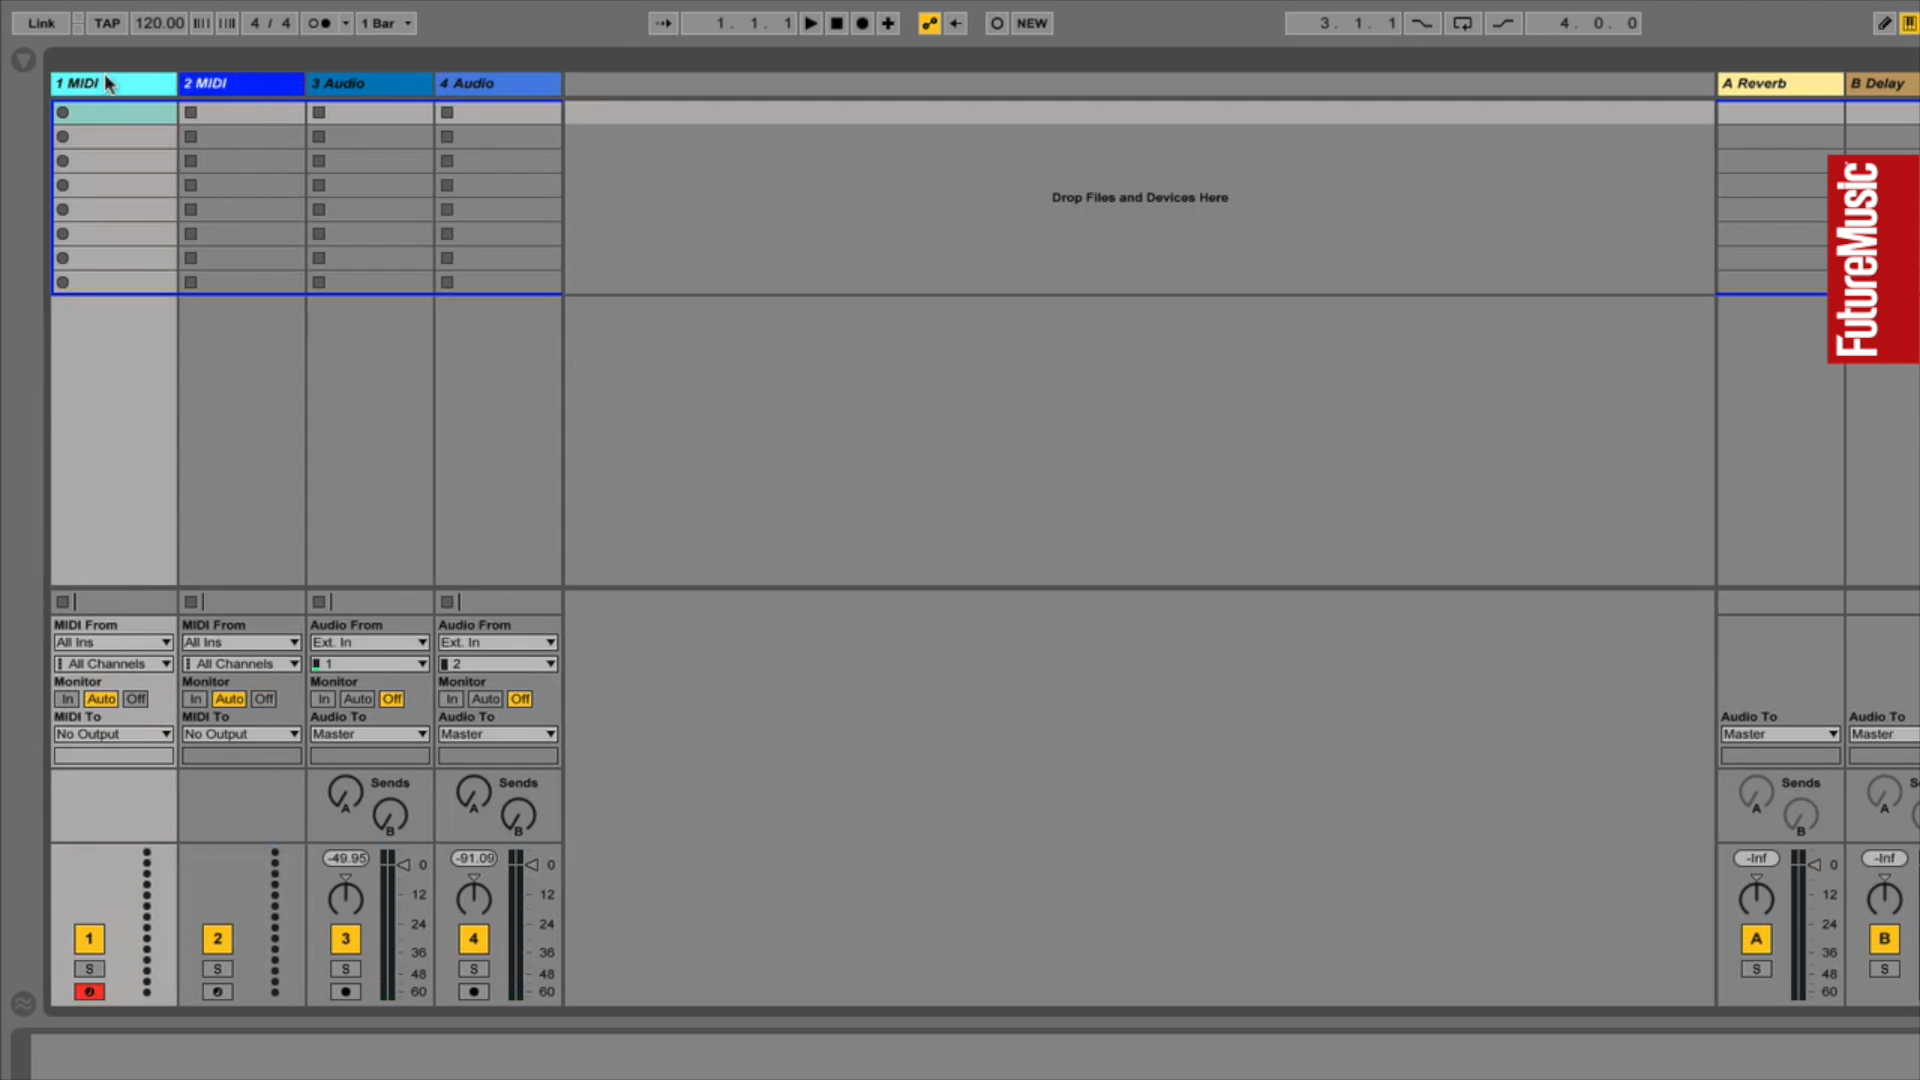 Link TAP 120.00 4 / 4 1 Bar 1. 1. 1 NEW 3. 1. 1 4. 0. 0
1 MIDI 2 MIDI 3 Audio 4 Audio A Reverb B Delay
Drop Files and Devices Here
FutureMusic
MIDI From MIDI From Audio From Audio From
All Ins All Ins Ext. In Ext. In
All Channels All Channels 1 2
Monitor Monitor Monitor Monitor
In Auto Off In Auto Off In Auto Off In Auto Off
MIDI To MIDI To Audio To Audio To Audio To Audio To
No Output No Output Master Master Master Master
Sends Sends Sends S
A A A A
B B B
-49.95 -91.09 -Inf -Inf
0 0 0
12 12 12
24 24
1 2 3 4 A B
36 36 36
S S S S S S
48 48 48
60 60 60